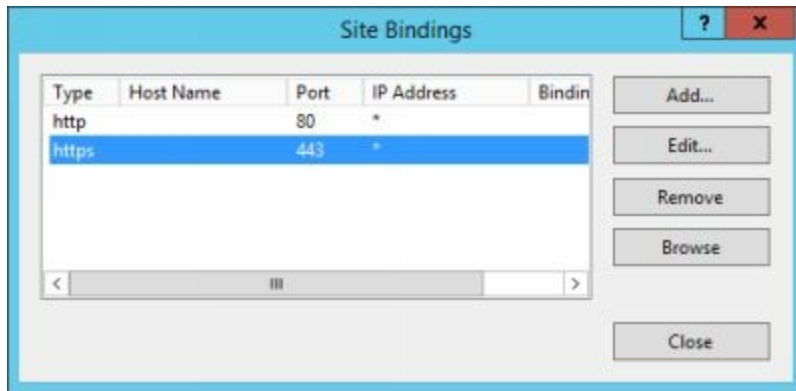 Site Bindings
? x
Type Host Name Port IP Address Bindin
http 80 *
https 443 *
Add...
Edit...
Remove
Browse
Close